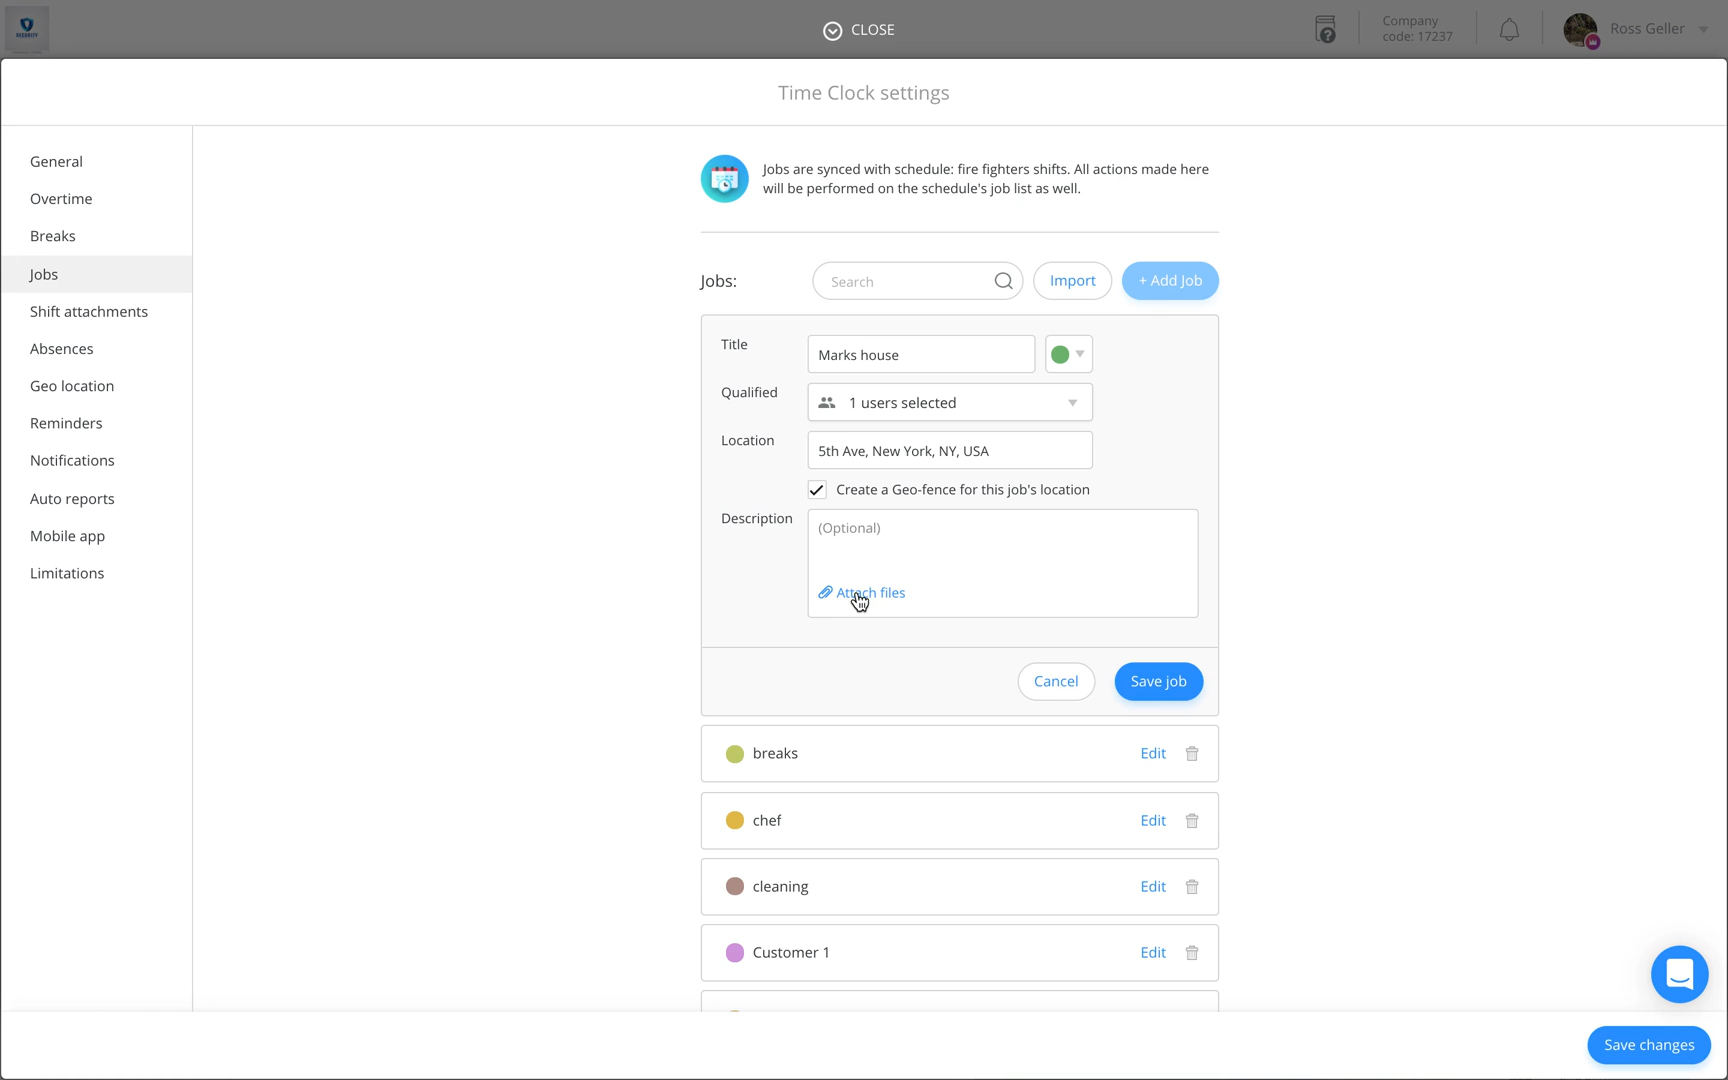 SECURITY
CLOSE
Company
code: 17237
Ross Geller
Time Clock settings
General
Overtime
Breaks
Jobs
Shift attachments
Absences
Geo location
Reminders
Notifications
Auto reports
Mobile app
Limitations
Jobs are synced with schedule: fire fighters shifts. All actions made here
will be performed on the schedule's job list as well.
Jobs:
Search
Import
+ Add Job
Title
Marks house
Qualified
1 users selected
Location
5th Ave, New York, NY, USA
Create a Geo-fence for this job's location
Description
(Optional)
Attach files
Cancel
Save job
breaks
Edit
chef
Edit
cleaning
Edit
Customer 1
Edit
Save changes